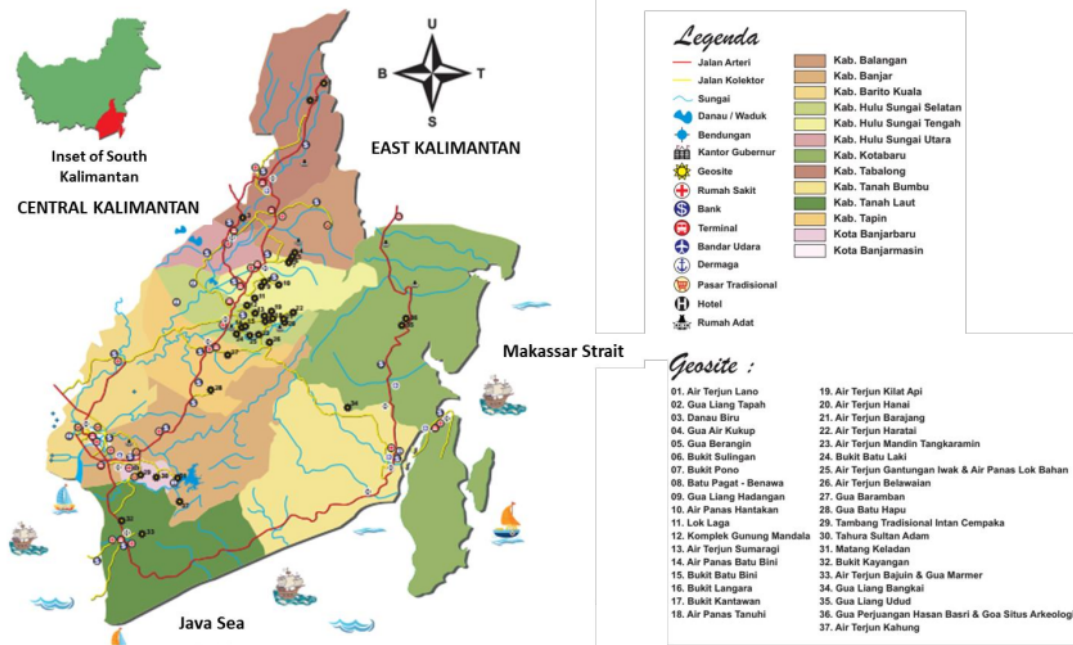 U
B
T
S
Inset of South
Kalimantan
EAST KALIMANTAN
CENTRAL KALIMANTAN
Makassar Strait
Java Sea
Legenda
Jalan Arteri
Jalan Kolektor
Sungai
Danau / Waduk
Bendungan
Kantor Gubernur
Geosite
Rumah Sakit
Bank
Terminal
Bandar Udara
Dermaga
Pasar Tradisional
Hotel
Rumah Adat
Kab. Balangan
Kab. Banjar
Kab. Barito Kuala
Kab. Hulu Sungai Selatan
Kab. Hulu Sungai Tengah
Kab. Hulu Sungai Utara
Kab. Kotabaru
Kab. Tabalong
Kab. Tanah Bumbu
Kab. Tanah Laut
Kab. Tapin
Kota Banjarbaru
Kota Banjarmasin
Geosite :
01. Air Terjun Lano
02. Gua Liang Tapah
03. Danau Biru
04. Gua Air Kukup
05. Gua Berangin
06. Bukit Sulingan
07. Bukit Pono
08. Batu Pagat - Benawa
09. Gua Liang Hadangan
10. Air Panas Hantakan
11. Lok Laga
12. Komplek Gunung Mandala
13. Air Terjun Sumaragi
14. Air Panas Batu Bini
15. Bukit Batu Bini
16. Bukit Langara
17. Bukit Kantawan
18. Air Panas Tanuhi
19. Air Terjun Kilat Api
20. Air Terjun Hanai
21. Air Terjun Barajang
22. Air Terjun Haratai
23. Air Terjun Mandin Tangkaramin
24. Bukit Batu Laki
25. Air Terjun Gantungan Iwak & Air Panas Lok Bahan
26. Air Terjun Belawaian
27. Gua Baramban
28. Gua Batu Hapu
29. Tambang Tradisional Intan Cempaka
30. Tahura Sultan Adam
31. Matang Keladan
32. Bukit Kayangan
33. Air Terjun Bajuin & Gua Marmer
34. Gua Liang Bangkai
35. Gua Liang Udud
36. Gua Perjuangan Hasan Basri & Goa Situs Arkeologi
37. Air Terjun Kahung